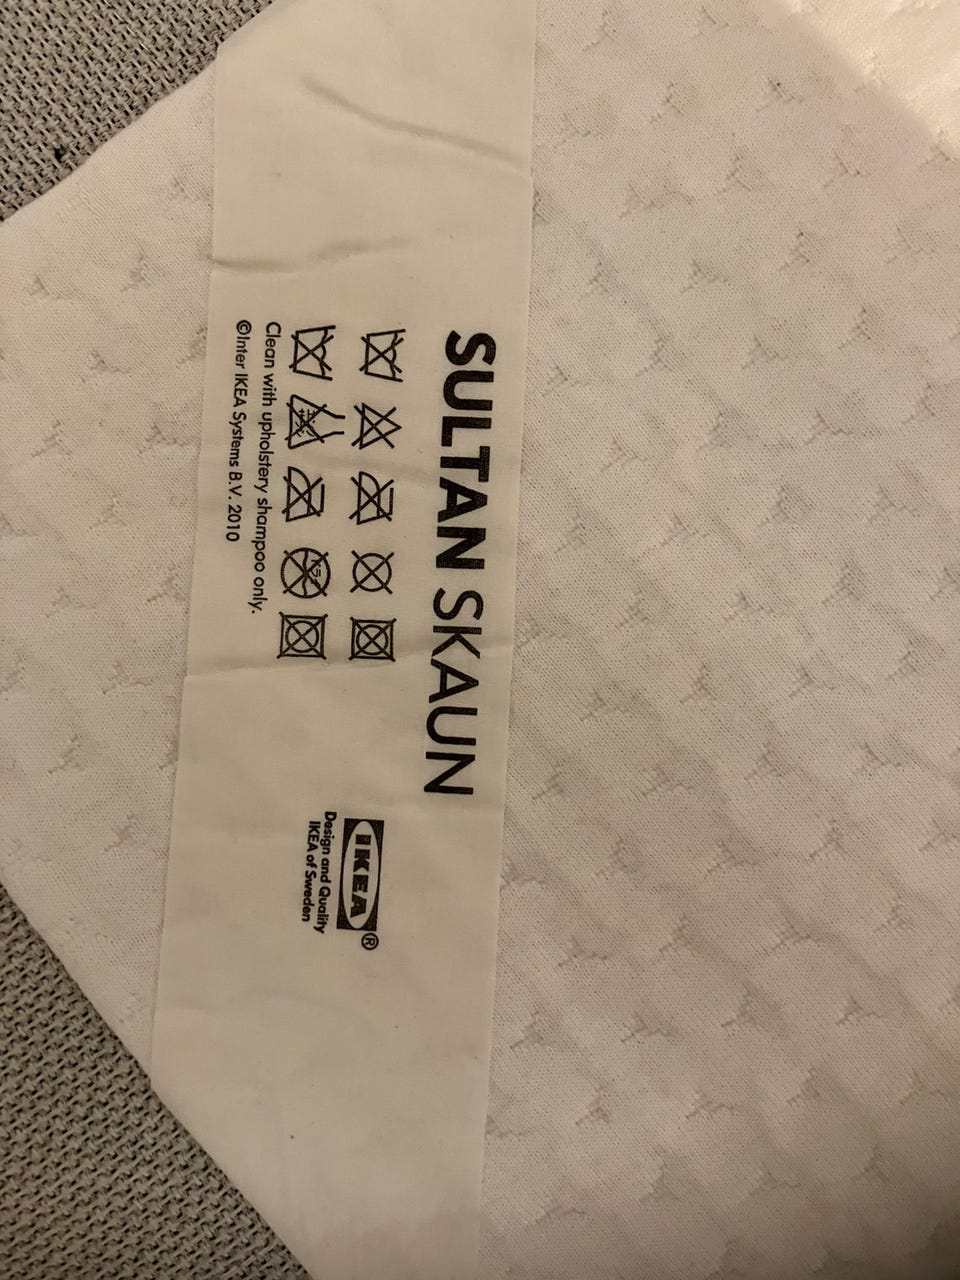 SULTAN SKAUN
Clean with upholstery shampoo only.
©Inter IKEA Systems B.V. 2010
IKEA®
Design and Quality
IKEA of Sweden